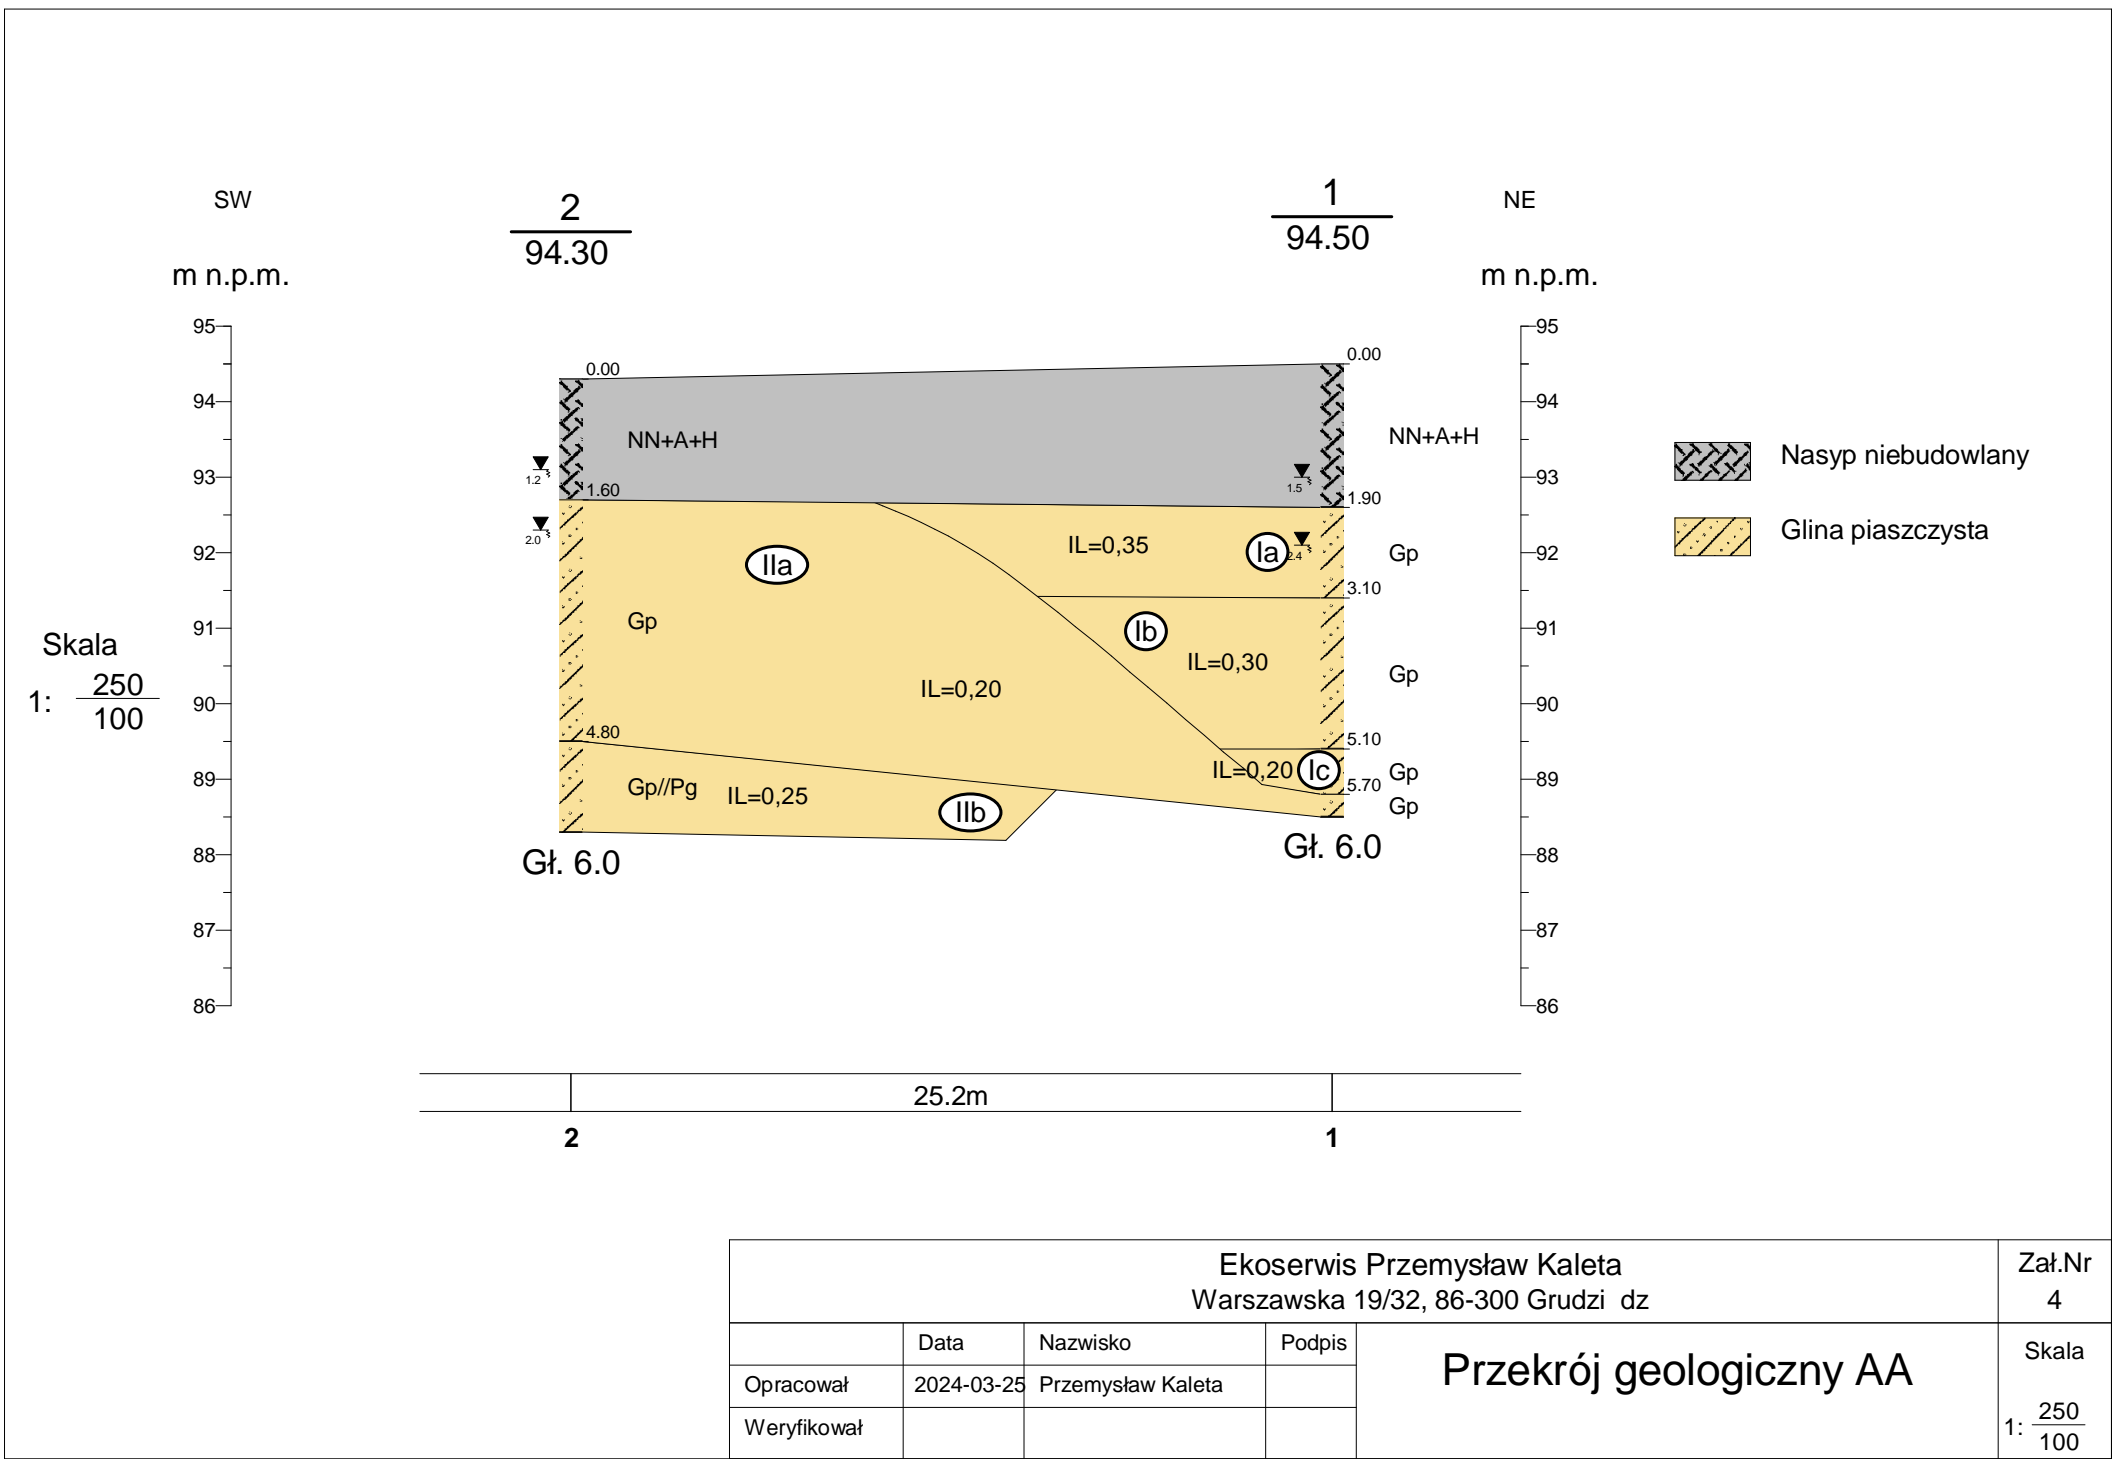 SW
2
94.30
1
94.50
NE
m n.p.m.
m n.p.m.
95
94
93
92
91
90
89
88
87
86
95
94
93
92
91
90
89
88
87
86
Skala
1: 250
100
0.00
NN+A+H
1.2
1.60
2.0
IIa
Gp
IL=0,20
4.80
Gp//Pg
IL=0,25
IIb
Gł. 6.0
0.00
NN+A+H
1.5
1.90
IL=0,35
Ia
2.4
Gp
3.10
Ib
IL=0,30
Gp
5.10
IL=0,20
Ic
Gp
5.70
Gp
Gł. 6.0
Nasyp niebudowlany
Glina piaszczysta
25.2m
2
1
Ekoserwis Przemysław Kaleta
Warszawska 19/32, 86-300 Grudzi dz
Zał.Nr
4
Data
Nazwisko
Podpis
Opracował
2024-03-25
Przemysław Kaleta
Weryfikował
Przekrój geologiczny AA
Skala
1: 250
100